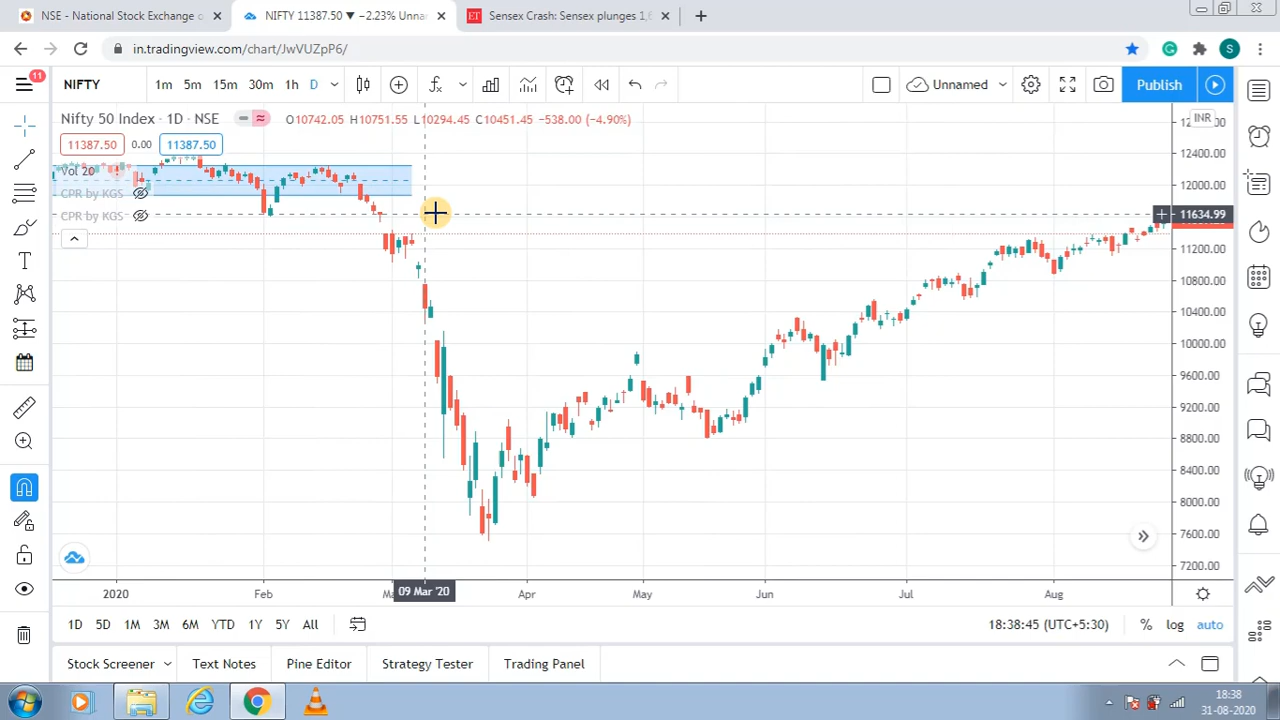 NSE - National Stock Exchange
NIFTY 11387.50 ▼ −2.23% Unna
Sensex Crash: Sensex plunges 1,
in.tradingview.com/chart/JwVUZpP6/
S
11
NIFTY
1m 5m 15m 30m 1h D
Unnamed
Publish
Nifty 50 Index · 1D · NSE
O10742.05 H10751.55 L10294.45 C10451.45 −538.00 (−4.90%)
INR
11387.50 0.00 11387.50
Vol 20
CPR by KGS
CPR by KGS
12400.00
12000.00
11634.99
11200.00
10800.00
10400.00
10000.00
9600.00
9200.00
8800.00
8400.00
8000.00
7600.00
7200.00
2020 Feb 09 Mar '20 Apr May Jun Jul Aug
1D 5D 1M 3M 6M YTD 1Y 5Y All
18:38:45 (UTC+5:30) % log auto
Stock Screener Text Notes Pine Editor Strategy Tester Trading Panel
18:38
31-08-2020